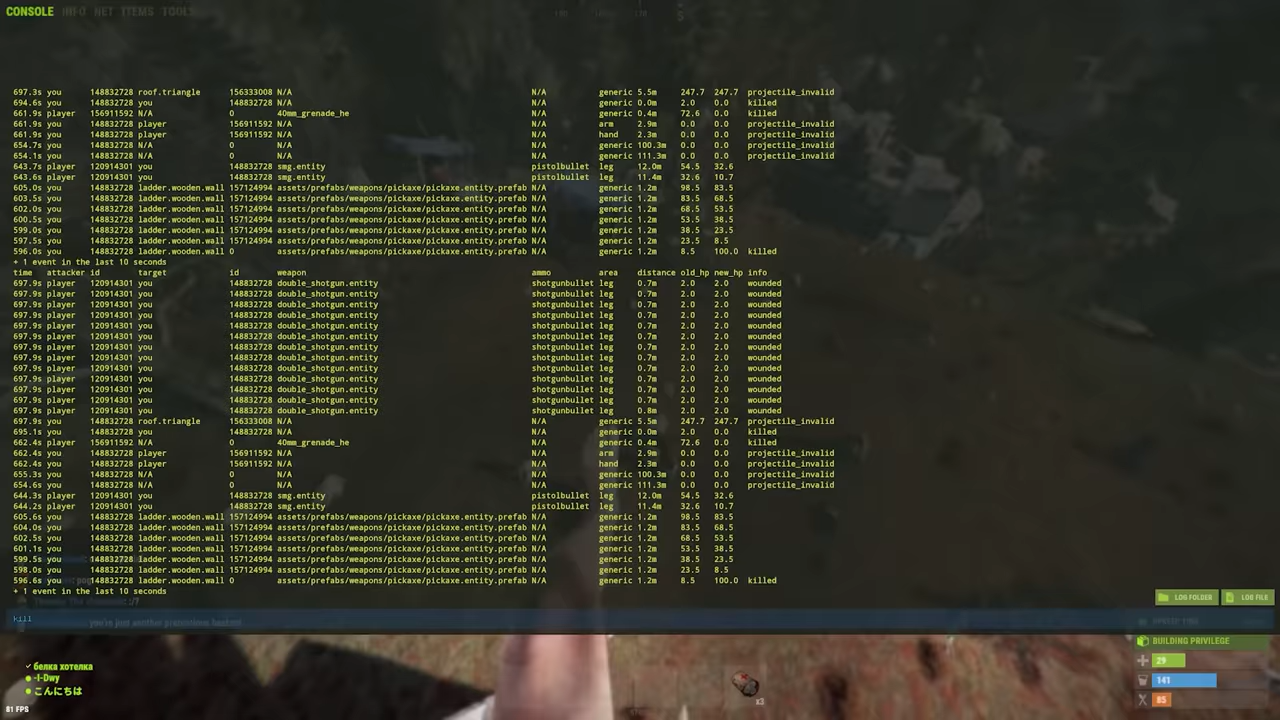 CONSOLE INFO NET ITEMS TOOLS
697.3s you 148832728 roof.triangle 156333008 N/A N/A generic 5.5m 247.7 247.7 projectile_invalid
694.6s you 148832728 you 148832728 N/A N/A generic 0.0m 2.0 0.0 killed
661.9s player 156911592 N/A 0 40mm_grenade_he N/A generic 0.4m 72.6 0.0 killed
661.9s you 148832728 player 156911592 N/A N/A arm 2.9m 0.0 0.0 projectile_invalid
661.9s you 148832728 player 156911592 N/A N/A hand 2.3m 0.0 0.0 projectile_invalid
654.7s you 148832728 N/A 0 N/A N/A generic 100.3m 0.0 0.0 projectile_invalid
654.1s you 148832728 N/A 0 N/A N/A generic 111.3m 0.0 0.0 projectile_invalid
643.7s player 120914301 you 148832728 smg.entity pistolbullet leg 12.0m 54.5 32.6
643.6s player 120914301 you 148832728 smg.entity pistolbullet leg 11.4m 32.6 10.7
605.0s you 148832728 ladder.wooden.wall 157124994 assets/prefabs/weapons/pickaxe/pickaxe.entity.prefab N/A generic 1.2m 98.5 83.5
603.5s you 148832728 ladder.wooden.wall 157124994 assets/prefabs/weapons/pickaxe/pickaxe.entity.prefab N/A generic 1.2m 83.5 68.5
602.0s you 148832728 ladder.wooden.wall 157124994 assets/prefabs/weapons/pickaxe/pickaxe.entity.prefab N/A generic 1.2m 68.5 53.5
600.5s you 148832728 ladder.wooden.wall 157124994 assets/prefabs/weapons/pickaxe/pickaxe.entity.prefab N/A generic 1.2m 53.5 38.5
599.0s you 148832728 ladder.wooden.wall 157124994 assets/prefabs/weapons/pickaxe/pickaxe.entity.prefab N/A generic 1.2m 38.5 23.5
597.5s you 148832728 ladder.wooden.wall 157124994 assets/prefabs/weapons/pickaxe/pickaxe.entity.prefab N/A generic 1.2m 23.5 8.5
596.0s you 148832728 ladder.wooden.wall 0 assets/prefabs/weapons/pickaxe/pickaxe.entity.prefab N/A generic 1.2m 8.5 100.0 killed
+ 1 event in the last 10 seconds
time attacker id target id weapon ammo area distance old_hp new_hp info
697.9s player 120914301 you 148832728 double_shotgun.entity shotgunbullet leg 0.7m 2.0 2.0 wounded
697.9s player 120914301 you 148832728 double_shotgun.entity shotgunbullet leg 0.7m 2.0 2.0 wounded
697.9s player 120914301 you 148832728 double_shotgun.entity shotgunbullet leg 0.7m 2.0 2.0 wounded
697.9s player 120914301 you 148832728 double_shotgun.entity shotgunbullet leg 0.7m 2.0 2.0 wounded
697.9s player 120914301 you 148832728 double_shotgun.entity shotgunbullet leg 0.7m 2.0 2.0 wounded
697.9s player 120914301 you 148832728 double_shotgun.entity shotgunbullet leg 0.7m 2.0 2.0 wounded
697.9s player 120914301 you 148832728 double_shotgun.entity shotgunbullet leg 0.7m 2.0 2.0 wounded
697.9s player 120914301 you 148832728 double_shotgun.entity shotgunbullet leg 0.7m 2.0 2.0 wounded
697.9s player 120914301 you 148832728 double_shotgun.entity shotgunbullet leg 0.7m 2.0 2.0 wounded
697.9s player 120914301 you 148832728 double_shotgun.entity shotgunbullet leg 0.7m 2.0 2.0 wounded
697.9s player 120914301 you 148832728 double_shotgun.entity shotgunbullet leg 0.7m 2.0 2.0 wounded
697.9s player 120914301 you 148832728 double_shotgun.entity shotgunbullet leg 0.7m 2.0 2.0 wounded
697.9s player 120914301 you 148832728 double_shotgun.entity shotgunbullet leg 0.8m 2.0 2.0 wounded
697.9s you 148832728 roof.triangle 156333008 N/A N/A generic 5.5m 247.7 247.7 projectile_invalid
695.1s you 148832728 you 148832728 N/A N/A generic 0.0m 2.0 0.0 killed
662.4s player 156911592 N/A 0 40mm_grenade_he N/A generic 0.4m 72.6 0.0 killed
662.4s you 148832728 player 156911592 N/A N/A arm 2.9m 0.0 0.0 projectile_invalid
662.4s you 148832728 player 156911592 N/A N/A hand 2.3m 0.0 0.0 projectile_invalid
655.3s you 148832728 N/A 0 N/A N/A generic 100.3m 0.0 0.0 projectile_invalid
654.6s you 148832728 N/A 0 N/A N/A generic 111.3m 0.0 0.0 projectile_invalid
644.3s player 120914301 you 148832728 smg.entity pistolbullet leg 12.0m 54.5 32.6
644.2s player 120914301 you 148832728 smg.entity pistolbullet leg 11.4m 32.6 10.7
605.6s you 148832728 ladder.wooden.wall 157124994 assets/prefabs/weapons/pickaxe/pickaxe.entity.prefab N/A generic 1.2m 98.5 83.5
604.0s you 148832728 ladder.wooden.wall 157124994 assets/prefabs/weapons/pickaxe/pickaxe.entity.prefab N/A generic 1.2m 83.5 68.5
602.5s you 148832728 ladder.wooden.wall 157124994 assets/prefabs/weapons/pickaxe/pickaxe.entity.prefab N/A generic 1.2m 68.5 53.5
601.1s you 148832728 ladder.wooden.wall 157124994 assets/prefabs/weapons/pickaxe/pickaxe.entity.prefab N/A generic 1.2m 53.5 38.5
599.5s you 148832728 ladder.wooden.wall 157124994 assets/prefabs/weapons/pickaxe/pickaxe.entity.prefab N/A generic 1.2m 38.5 23.5
598.0s you 148832728 ladder.wooden.wall 157124994 assets/prefabs/weapons/pickaxe/pickaxe.entity.prefab N/A generic 1.2m 23.5 8.5
596.6s you 148832728 ladder.wooden.wall 0 assets/prefabs/weapons/pickaxe/pickaxe.entity.prefab N/A generic 1.2m 8.5 100.0 killed
+ 1 event in the last 10 seconds
LOG FOLDER LOG FILE
kill
you're just another
BUILDING PRIVILEGE
29
141
85
белка хотелка
-I-Dwy
こんにちは
x3
81 FPS